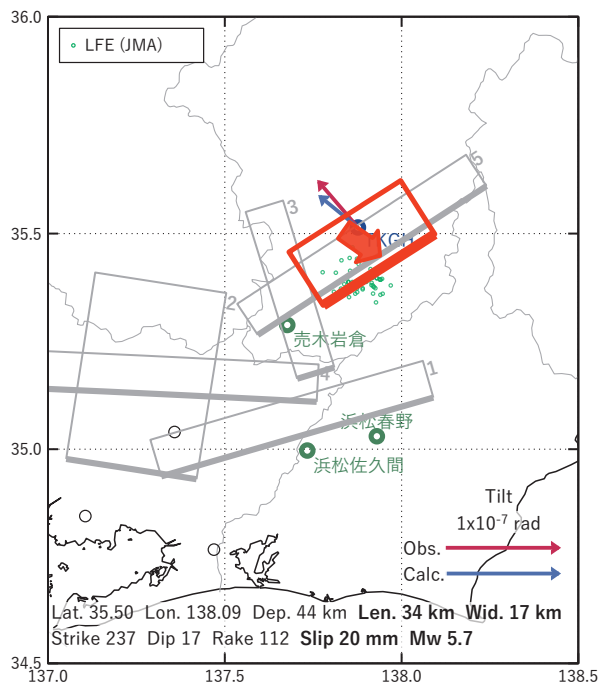 36.0
LFE (JMA)
5
3
KGH
35.5
2
売木岩倉
4
1
浜松春野
35.0
浜松佐久間
Tilt
1x10⁻⁷ rad
Obs.
Calc.
Lat. 35.50 Lon. 138.09 Dep. 44 km Len. 34 km Wid. 17 km
Strike 237 Dip 17 Rake 112 Slip 20 mm Mw 5.7
34.5
137.0 137.5 138.0 138.5